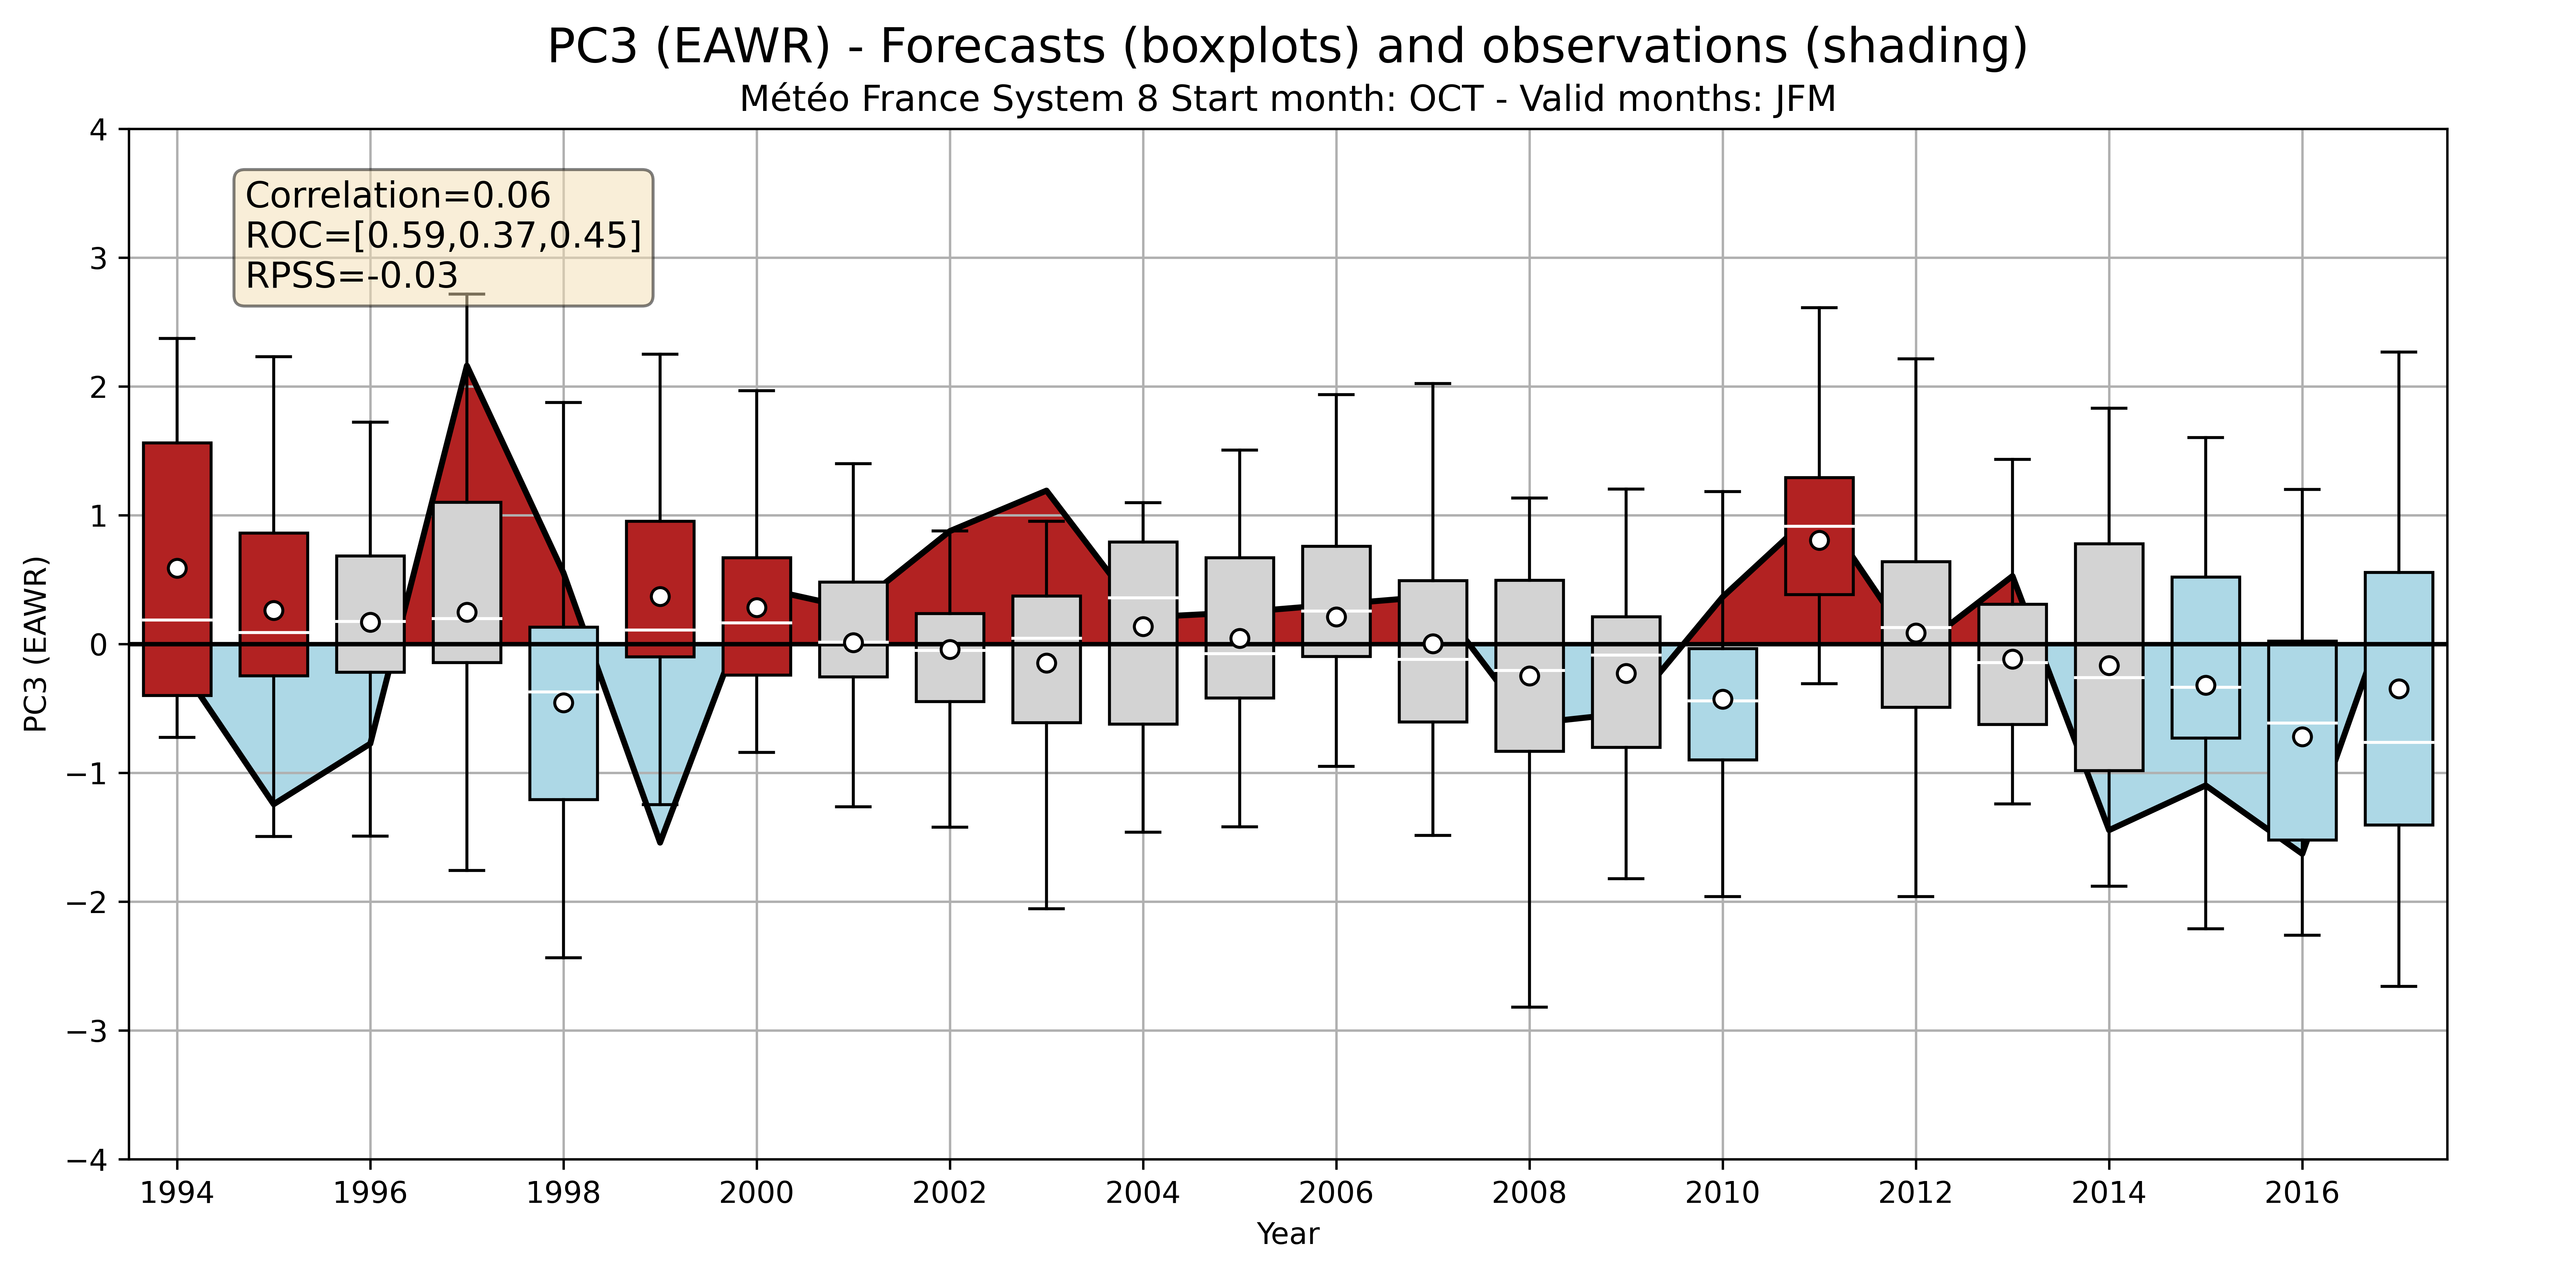 PC3 (EAWR) - Forecasts (boxplots) and observations (shading)
Météo France System 8 Start month: OCT - Valid months: JFM
Correlation=0.06
ROC=[0.59,0.37,0.45]
RPSS=-0.03
PC3 (EAWR)
4
3
2
1
0
−1
−2
−3
−4
1994 1996 1998 2000 2002 2004 2006 2008 2010 2012 2014 2016
Year